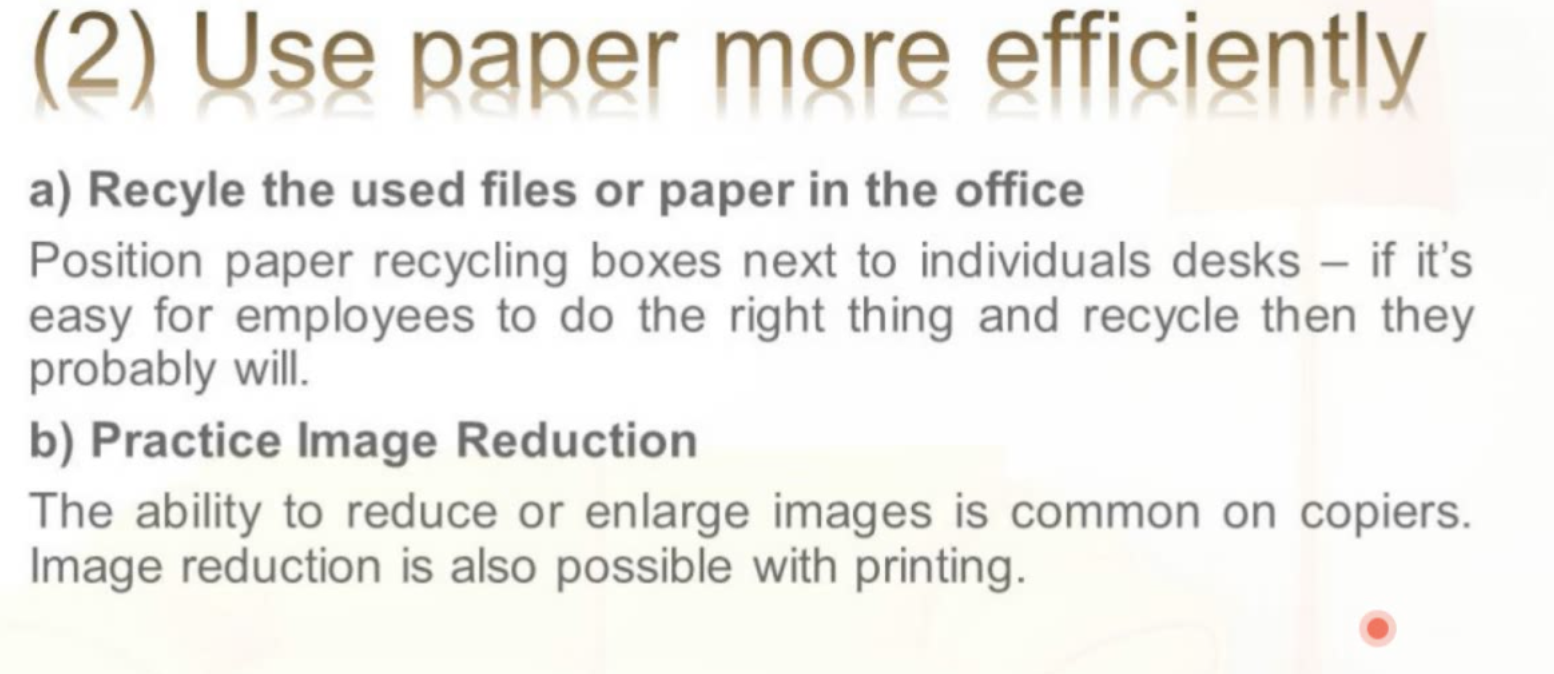 (2) Use paper more efficiently
a) Recyle the used files or paper in the office
Position paper recycling boxes next to individuals desks – if it’s
easy for employees to do the right thing and recycle then they
probably will.
b) Practice Image Reduction
The ability to reduce or enlarge images is common on copiers.
Image reduction is also possible with printing.